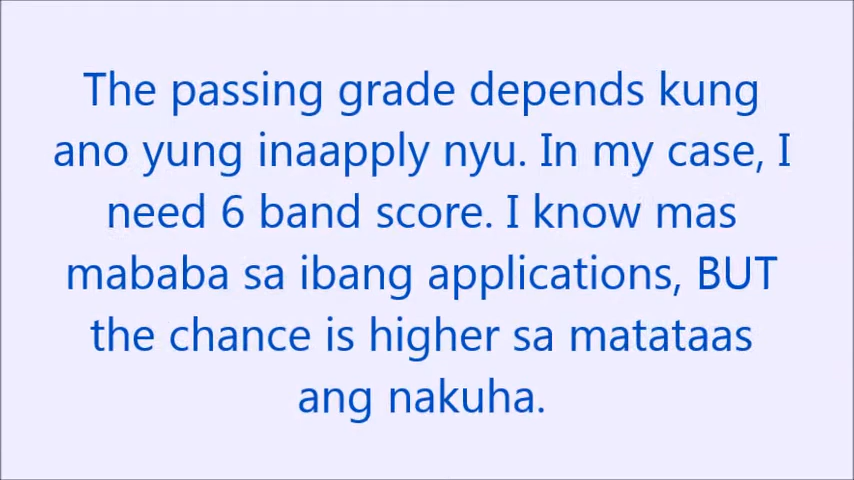 The passing grade depends kung
ano yung inaapply nyu. In my case, I
need 6 band score. I know mas
mababa sa ibang applications, BUT
the chance is higher sa matataas
ang nakuha.